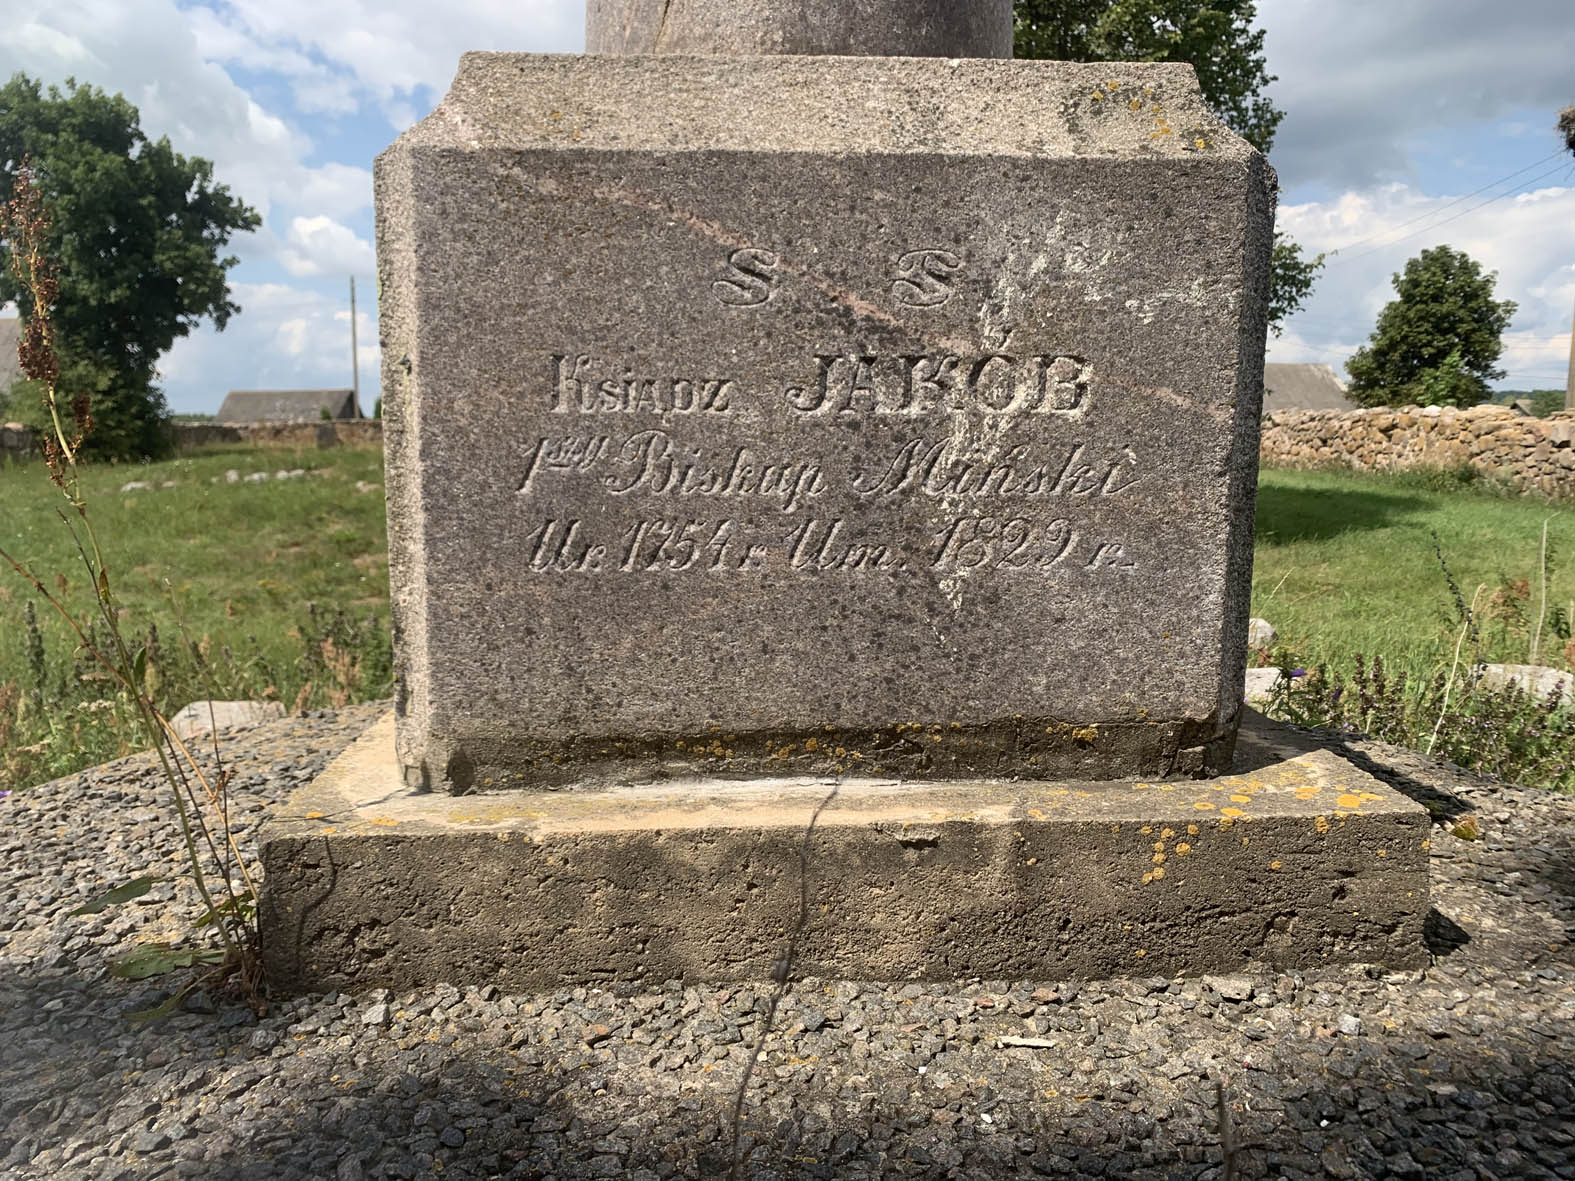 S P
Ksiądz JAKÓB
1szy Biskup Miński
Ur. 1754 r. Um. 1829 r.